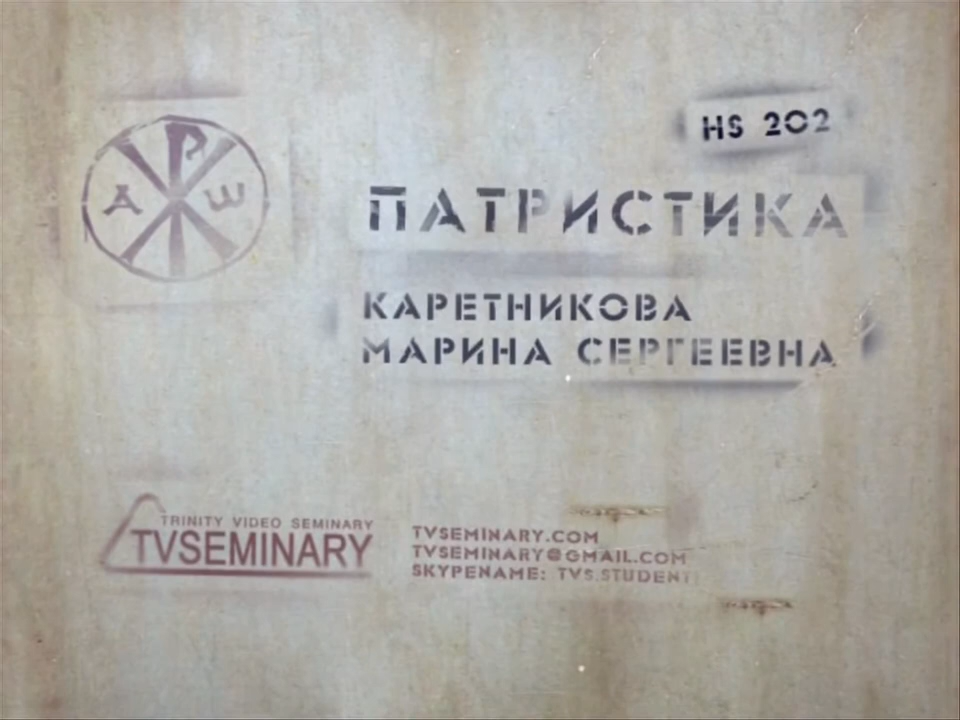 HS 202
А Р Ш
ПАТРИСТИКА
КАРЕТНИКОВА
МАРИНА СЕРГЕЕВНА
TRINITY VIDEO SEMINARY
TVSEMINARY
TVSEMINARY.COM
TVSEMINARY@GMAIL.COM
SKYPENAME: TVS.STUDENT